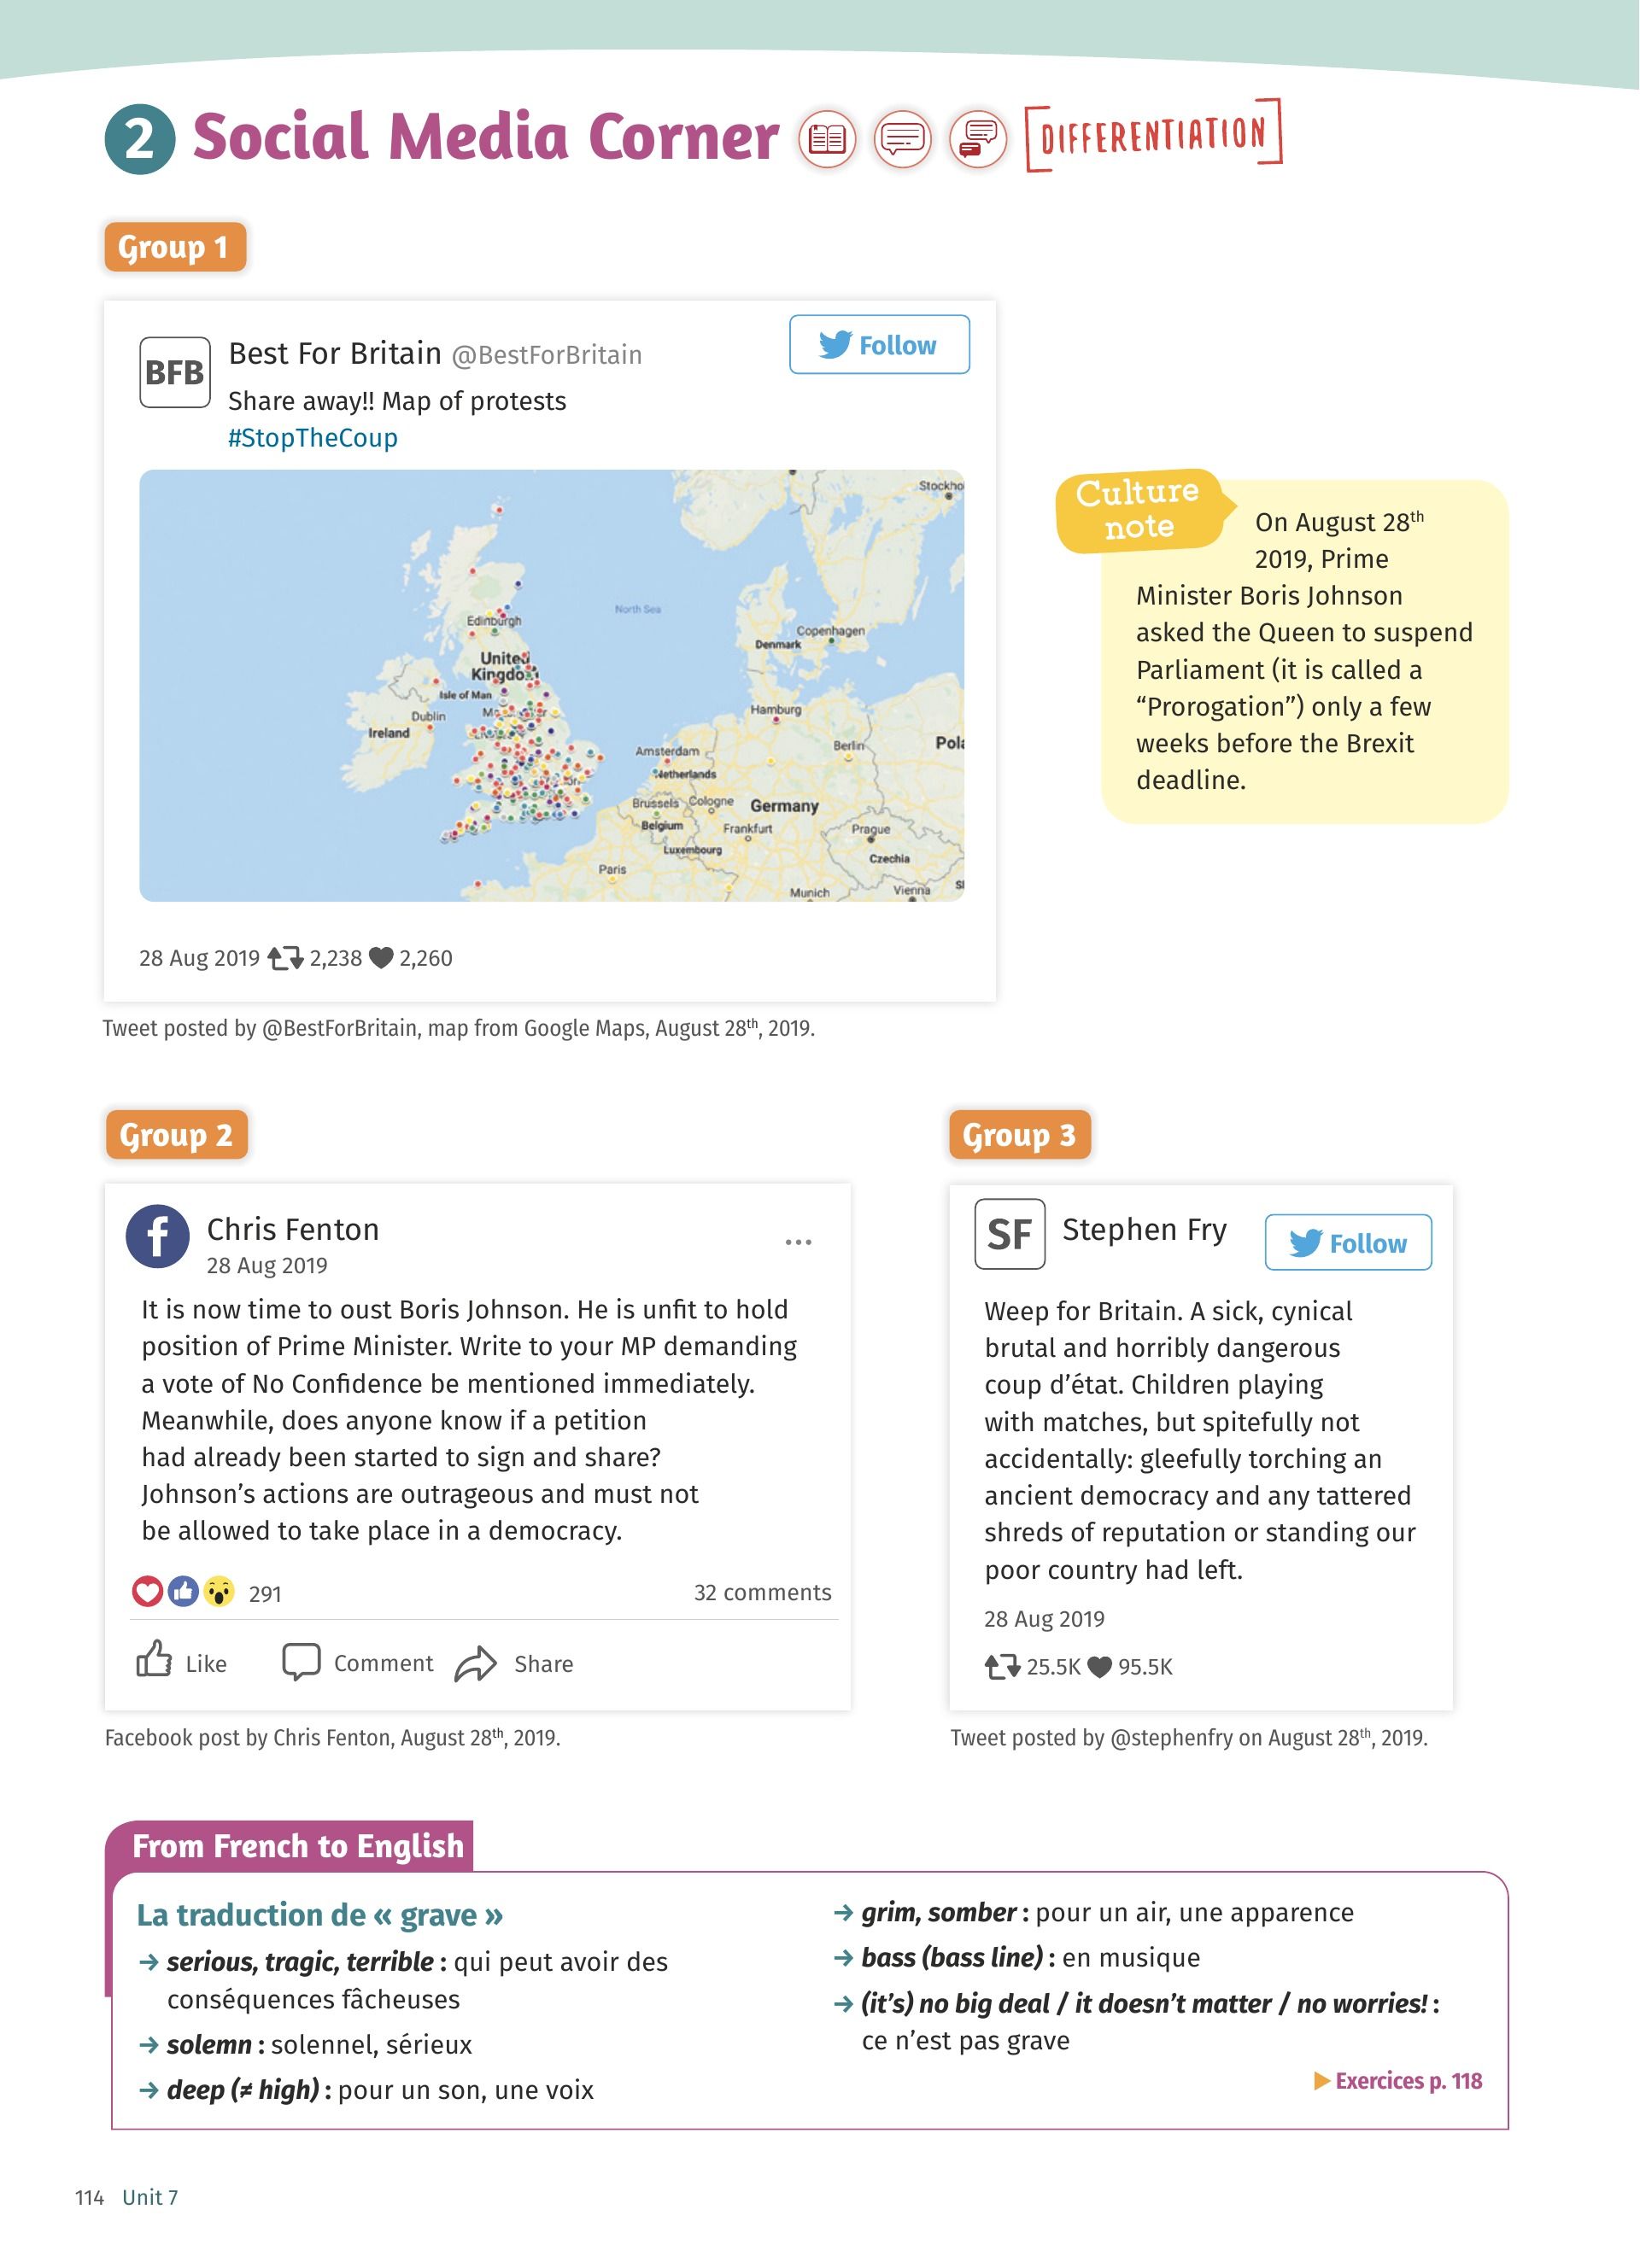 2 Social Media Corner [DIFFERENTIATION]
Group 1
BFB
Best For Britain @BestForBritain
Follow
Share away!! Map of protests
#StopTheCoup
Stockho
North Sea
Edinburgh
United
Kingdo
Isle of Man
Dublin
Ireland
Copenhagen
Denmark
Hamburg
Amsterdam
Netherlands
Berlin
Pola
Brussels
Cologne
Germany
Belgium
Frankfurt
Prague
Luxembourg
Czechia
Paris
Munich
Vienna
28 Aug 2019 2,238 2,260
Tweet posted by @BestForBritain, map from Google Maps, August 28th, 2019.
Culture
note
On August 28th
2019, Prime
Minister Boris Johnson
asked the Queen to suspend
Parliament (it is called a
“Prorogation”) only a few
weeks before the Brexit
deadline.
Group 2
f
Chris Fenton
28 Aug 2019
...
It is now time to oust Boris Johnson. He is unfit to hold
position of Prime Minister. Write to your MP demanding
a vote of No Confidence be mentioned immediately.
Meanwhile, does anyone know if a petition
had already been started to sign and share?
Johnson’s actions are outrageous and must not
be allowed to take place in a democracy.
291
32 comments
Like Comment Share
Facebook post by Chris Fenton, August 28th, 2019.
Group 3
SF
Stephen Fry
Follow
Weep for Britain. A sick, cynical
brutal and horribly dangerous
coup d’état. Children playing
with matches, but spitefully not
accidentally: gleefully torching an
ancient democracy and any tattered
shreds of reputation or standing our
poor country had left.
28 Aug 2019
25.5K 95.5K
Tweet posted by @stephenfry on August 28th, 2019.
From French to English
La traduction de « grave »
→ serious, tragic, terrible : qui peut avoir des
conséquences fâcheuses
→ solemn : solennel, sérieux
→ deep (≠ high) : pour un son, une voix
→ grim, somber : pour un air, une apparence
→ bass (bass line) : en musique
→ (it’s) no big deal / it doesn’t matter / no worries! :
ce n’est pas grave
▶ Exercices p. 118
114 Unit 7